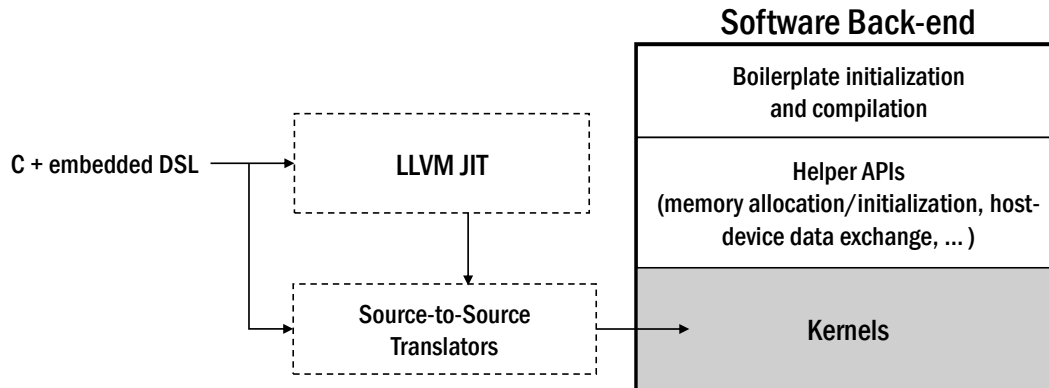 Software Back-end
Boilerplate initialization
and compilation
C + embedded DSL
LLVM JIT
Helper APIs
(memory allocation/initialization, host-
device data exchange, ... )
Source-to-Source
Translators
Kernels